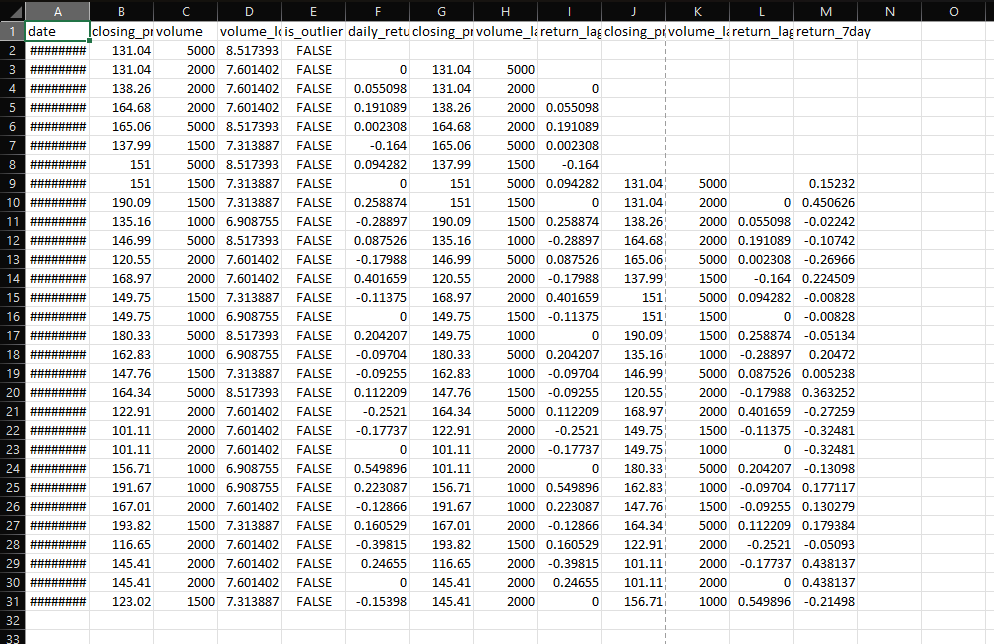 A B C D E F G H I J K L M N O
1 date closing_pr volume volume_lo is_outlier daily_retu closing_pr volume_la return_lag closing_pr volume_la return_lag return_7day
2 ######## 131.04 5000 8.517393 FALSE
3 ######## 131.04 2000 7.601402 FALSE 0 131.04 5000
4 ######## 138.26 2000 7.601402 FALSE 0.055098 131.04 2000 0
5 ######## 164.68 2000 7.601402 FALSE 0.191089 138.26 2000 0.055098
6 ######## 165.06 5000 8.517393 FALSE 0.002308 164.68 2000 0.191089
7 ######## 137.99 1500 7.313887 FALSE -0.164 165.06 5000 0.002308
8 ######## 151 5000 8.517393 FALSE 0.094282 137.99 1500 -0.164
9 ######## 151 1500 7.313887 FALSE 0 151 5000 0.094282 131.04 5000 0.15232
10 ######## 190.09 1500 7.313887 FALSE 0.258874 151 1500 0 131.04 2000 0 0.450626
11 ######## 135.16 1000 6.908755 FALSE -0.28897 190.09 1500 0.258874 138.26 2000 0.055098 -0.02242
12 ######## 146.99 5000 8.517393 FALSE 0.087526 135.16 1000 -0.28897 164.68 2000 0.191089 -0.10742
13 ######## 120.55 2000 7.601402 FALSE -0.17988 146.99 5000 0.087526 165.06 5000 0.002308 -0.26966
14 ######## 168.97 2000 7.601402 FALSE 0.401659 120.55 2000 -0.17988 137.99 1500 -0.164 0.224509
15 ######## 149.75 1500 7.313887 FALSE -0.11375 168.97 2000 0.401659 151 5000 0.094282 -0.00828
16 ######## 149.75 1000 6.908755 FALSE 0 149.75 1500 -0.11375 151 1500 0 -0.00828
17 ######## 180.33 5000 8.517393 FALSE 0.204207 149.75 1000 0 190.09 1500 0.258874 -0.05134
18 ######## 162.83 1000 6.908755 FALSE -0.09704 180.33 5000 0.204207 135.16 1000 -0.28897 0.20472
19 ######## 147.76 1500 7.313887 FALSE -0.09255 162.83 1000 -0.09704 146.99 5000 0.087526 0.005238
20 ######## 164.34 5000 8.517393 FALSE 0.112209 147.76 1500 -0.09255 120.55 2000 -0.17988 0.363252
21 ######## 122.91 2000 7.601402 FALSE -0.2521 164.34 5000 0.112209 168.97 2000 0.401659 -0.27259
22 ######## 101.11 2000 7.601402 FALSE -0.17737 122.91 2000 -0.2521 149.75 1500 -0.11375 -0.32481
23 ######## 101.11 2000 7.601402 FALSE 0 101.11 2000 -0.17737 149.75 1000 0 -0.32481
24 ######## 156.71 1000 6.908755 FALSE 0.549896 101.11 2000 0 180.33 5000 0.204207 -0.13098
25 ######## 191.67 1000 6.908755 FALSE 0.223087 156.71 1000 0.549896 162.83 1000 -0.09704 0.177117
26 ######## 167.01 2000 7.601402 FALSE -0.12866 191.67 1000 0.223087 147.76 1500 -0.09255 0.130279
27 ######## 193.82 1500 7.313887 FALSE 0.160529 167.01 2000 -0.12866 164.34 5000 0.112209 0.179384
28 ######## 116.65 2000 7.601402 FALSE -0.39815 193.82 1500 0.160529 122.91 2000 -0.2521 -0.05093
29 ######## 145.41 2000 7.601402 FALSE 0.24655 116.65 2000 -0.39815 101.11 2000 -0.17737 0.438137
30 ######## 145.41 2000 7.601402 FALSE 0 145.41 2000 0.24655 101.11 2000 0 0.438137
31 ######## 123.02 1500 7.313887 FALSE -0.15398 145.41 2000 0 156.71 1000 0.549896 -0.21498
32
33